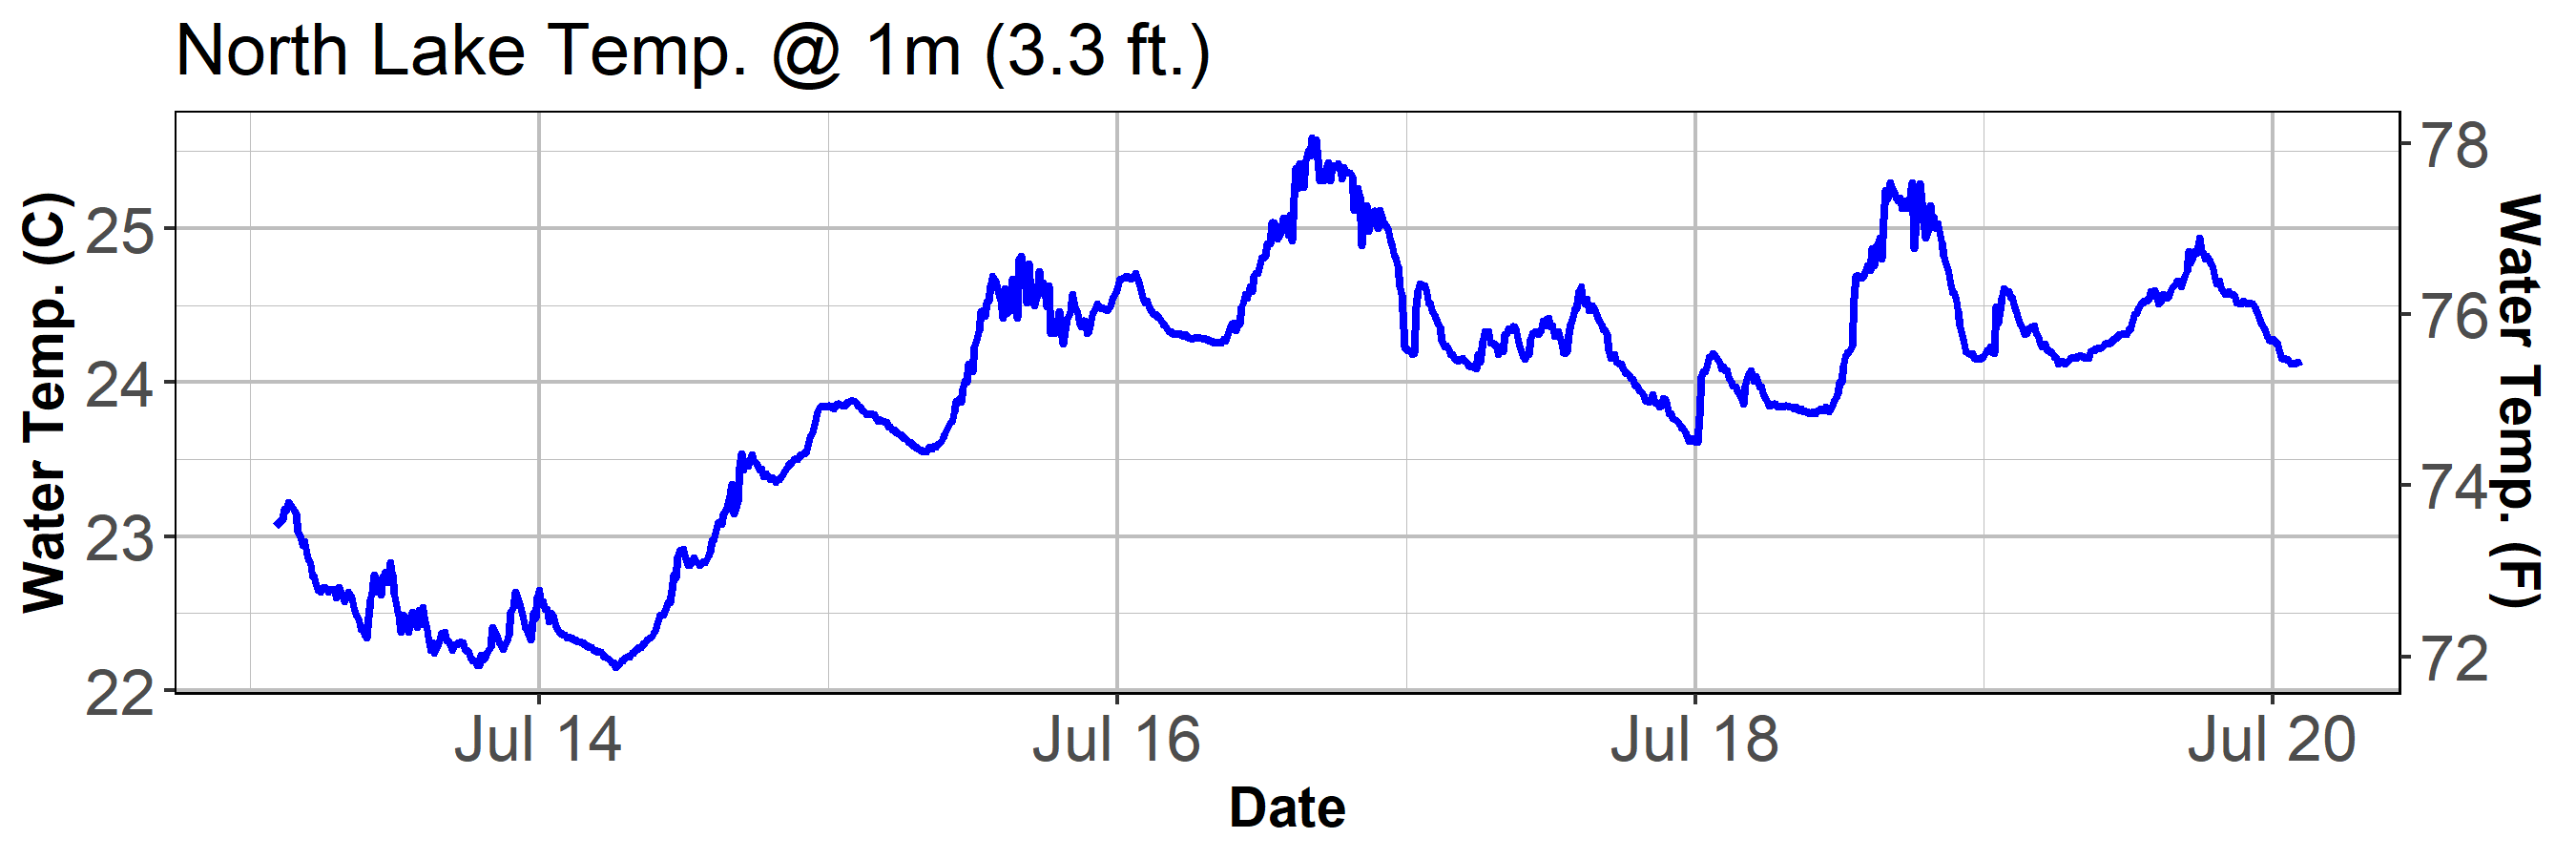 North Lake Temp. @ 1m (3.3 ft.)
Water Temp. (C)
25
24
23
22
78
76
74
72
Water Temp. (F)
Jul 14
Jul 16
Jul 18
Jul 20
Date